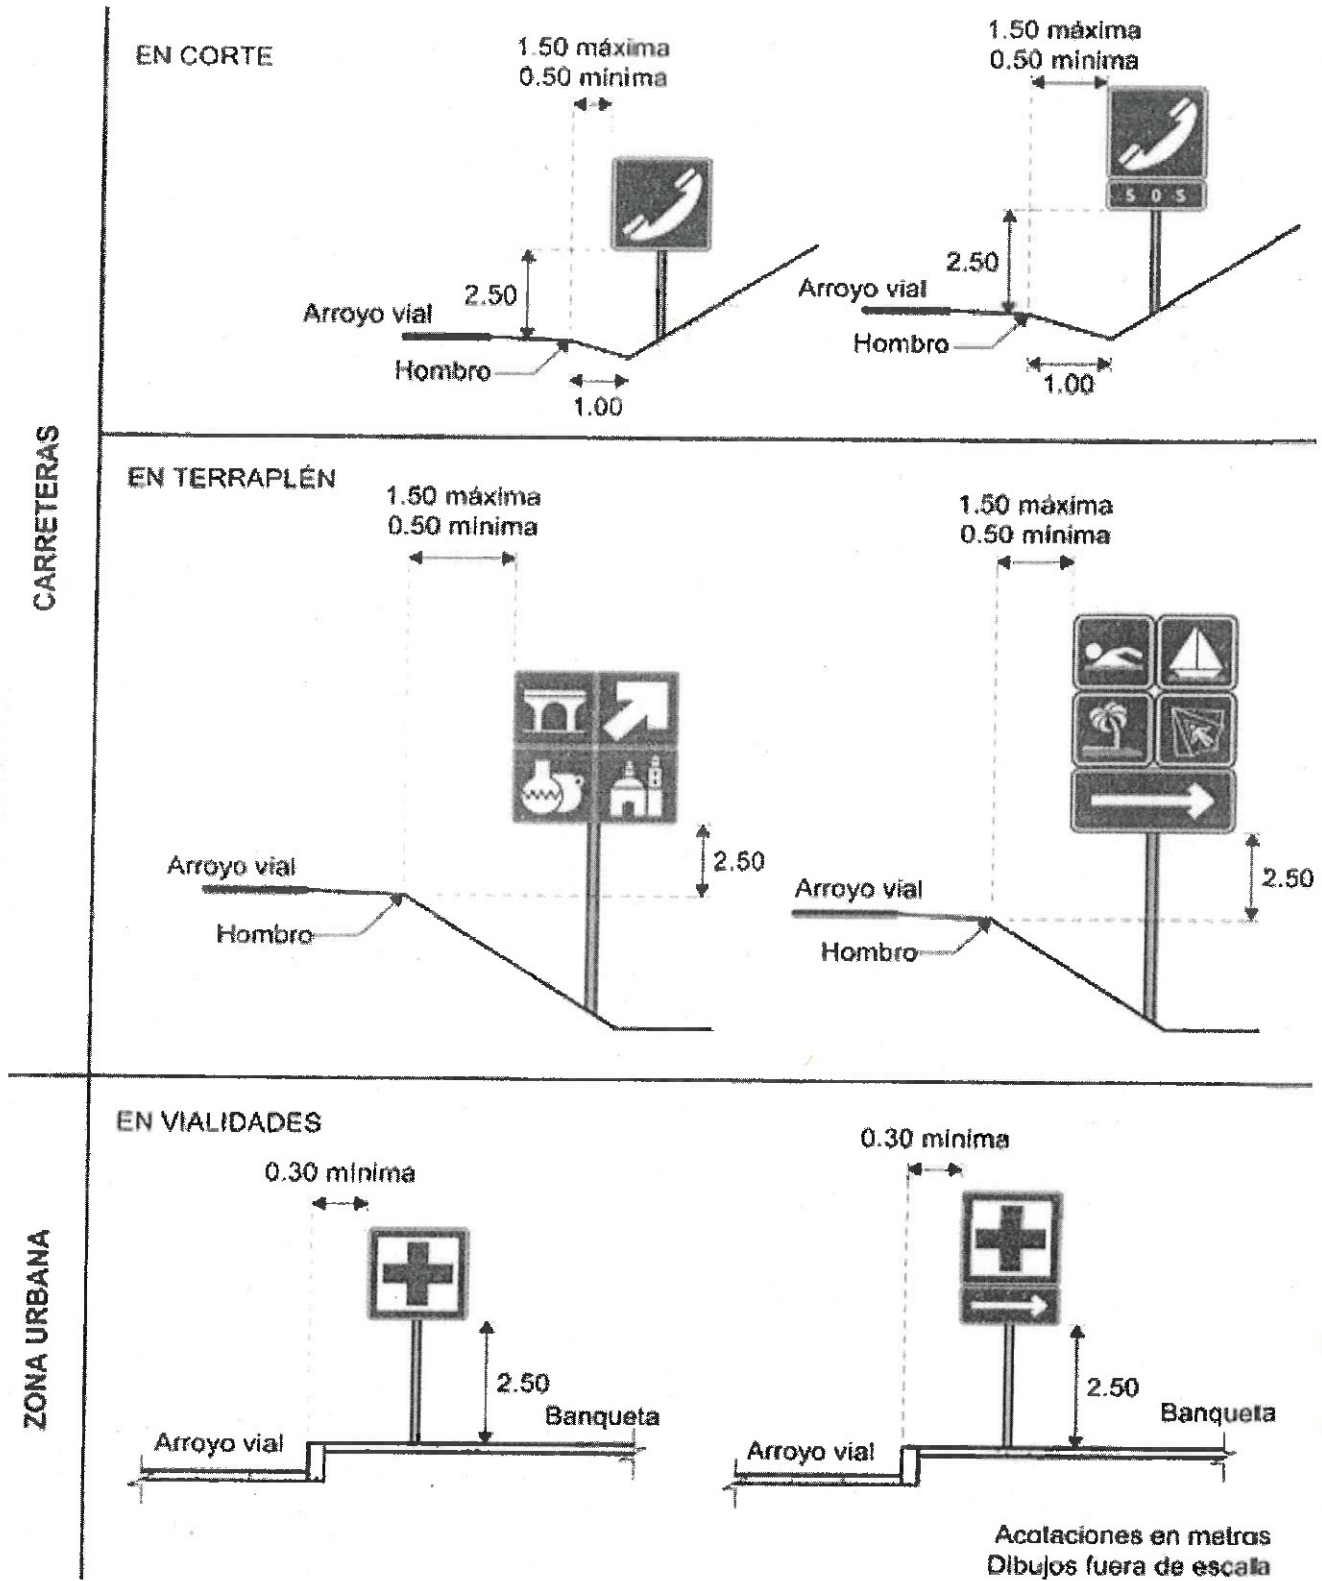 CARRETERAS
EN CORTE
1.50 máxima
0.50 mínima
2.50
Arroyo vial
Hombro
1.00
1.50 máxima
0.50 mínima
S O S
2.50
Arroyo vial
Hombro
1.00
EN TERRAPLÉN
1.50 máxima
0.50 mínima
2.50
Arroyo vial
Hombro
1.50 máxima
0.50 mínima
2.50
Arroyo vial
Hombro
ZONA URBANA
EN VIALIDADES
0.30 mínima
2.50
Banqueta
Arroyo vial
0.30 mínima
2.50
Banqueta
Arroyo vial
Acotaciones en metros
Dibujos fuera de escala